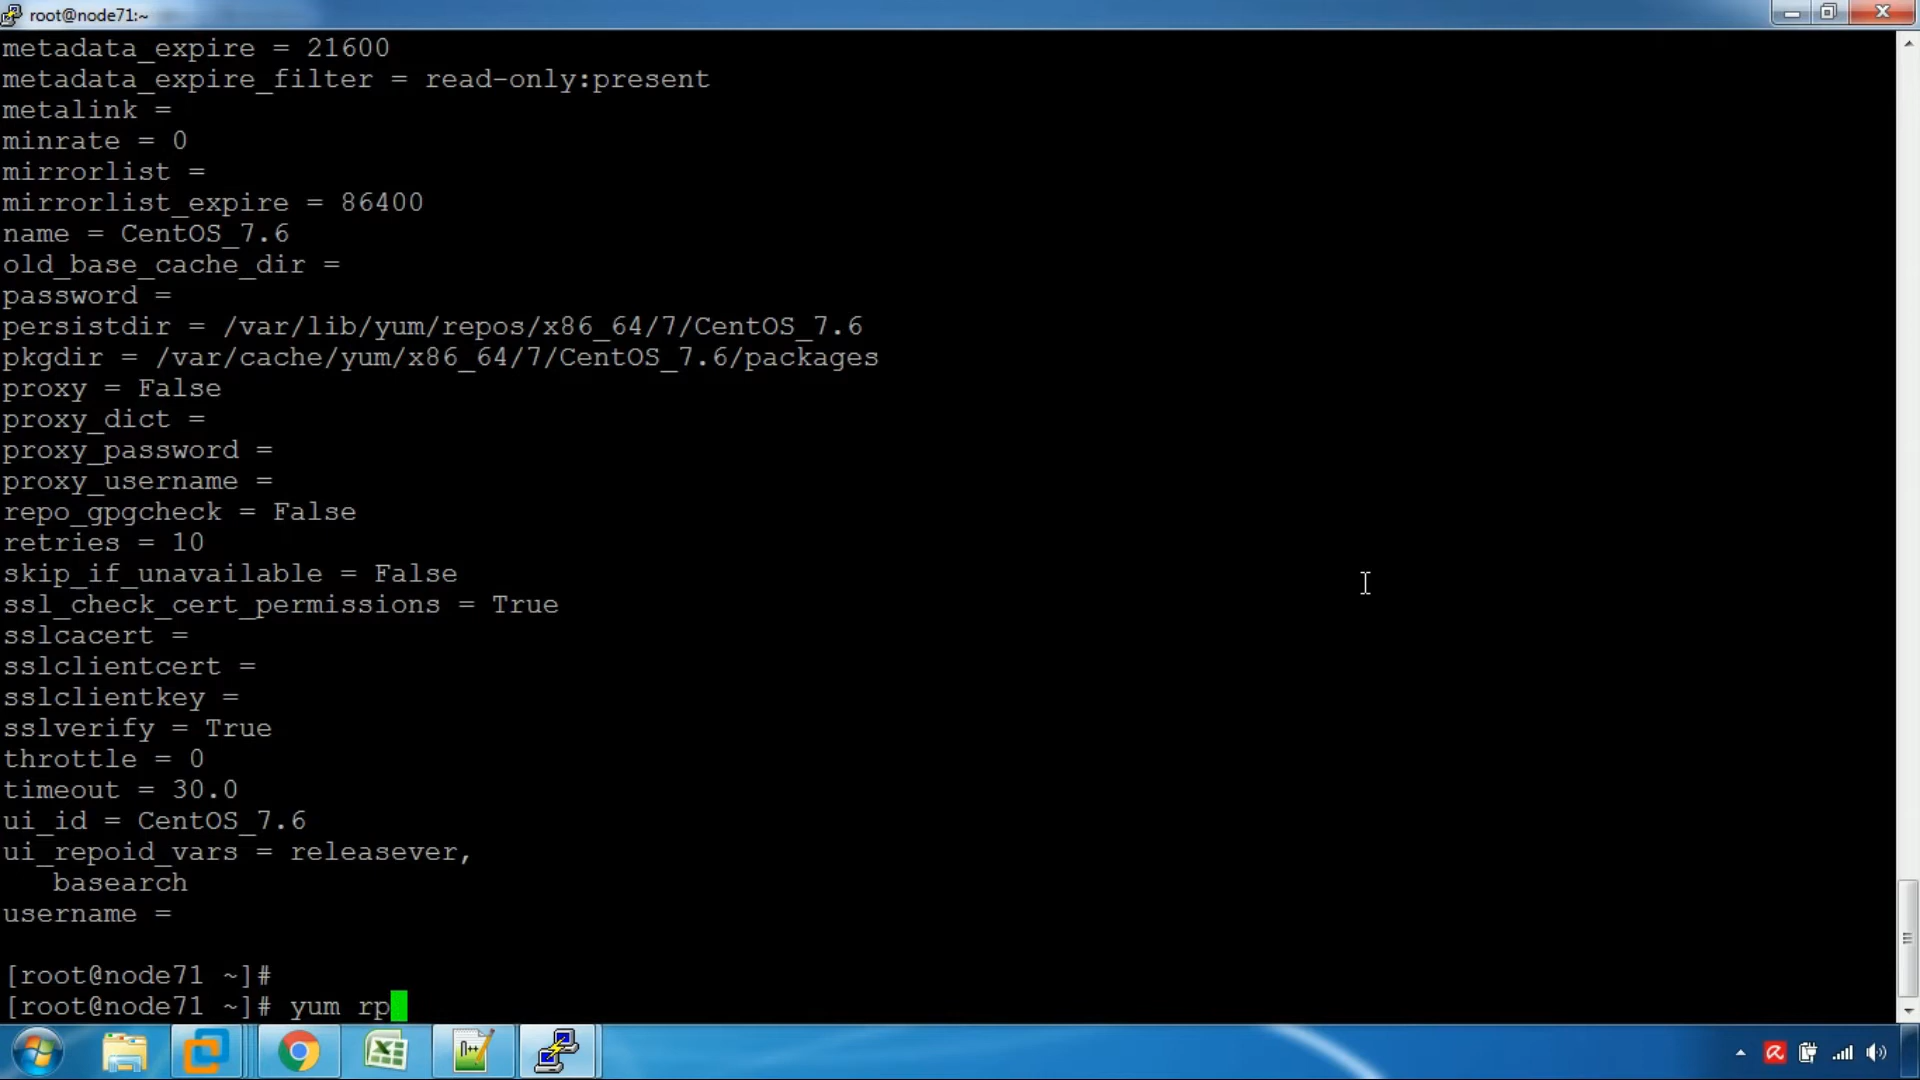 root@node71:~
metadata_expire = 21600
metadata_expire_filter = read-only:present
metalink =
minrate = 0
mirrorlist =
mirrorlist_expire = 86400
name = CentOS_7.6
old_base_cache_dir =
password =
persistdir = /var/lib/yum/repos/x86_64/7/CentOS_7.6
pkgdir = /var/cache/yum/x86_64/7/CentOS_7.6/packages
proxy = False
proxy_dict =
proxy_password =
proxy_username =
repo_gpgcheck = False
retries = 10
skip_if_unavailable = False
ssl_check_cert_permissions = True
sslcacert =
sslclientcert =
sslclientkey =
sslverify = True
throttle = 0
timeout = 30.0
ui_id = CentOS_7.6
ui_repoid_vars = releasever,
   basearch
username =
[root@node71 ~]#
[root@node71 ~]# yum rp